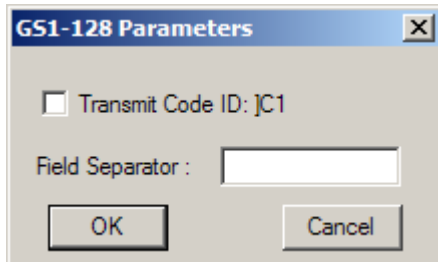 GS1-128 Parameters
Transmit Code ID: ]C1
Field Separator :
OK Cancel